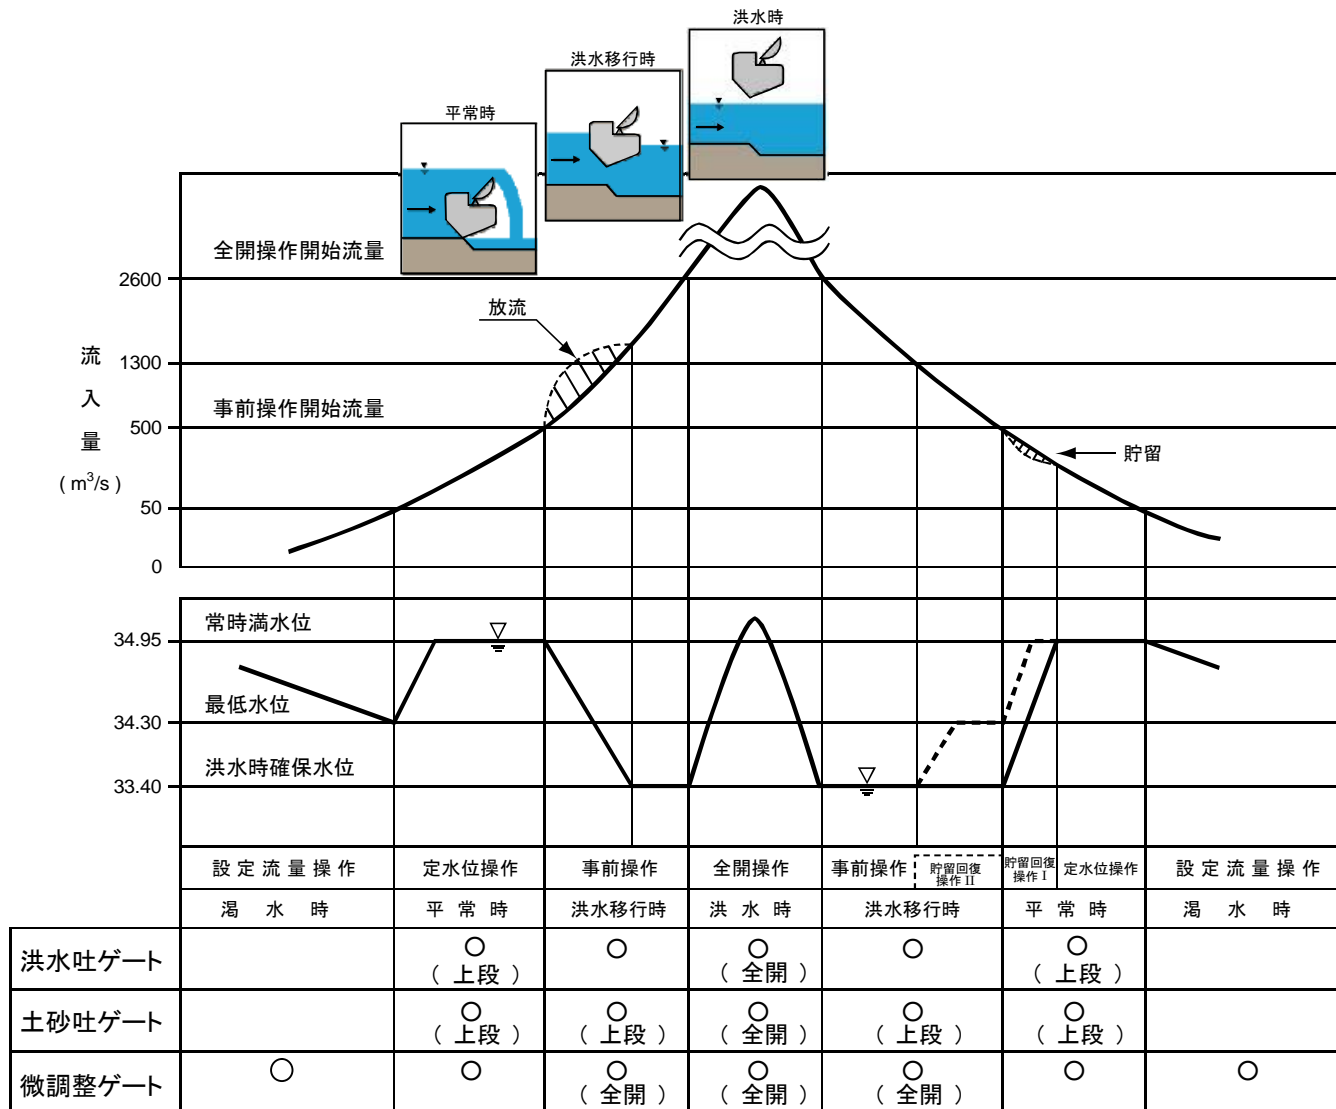 洪水時
洪水移行時
平常時
全開操作開始流量
2600
放流
1300
流入量
(m³/s)
事前操作開始流量
500
貯留
50
0
常時満水位
34.95
最低水位
34.30
洪水時確保水位
33.40
設定流量操作 定水位操作 事前操作 全開操作 事前操作 貯留回復操作 II 貯留回復操作 I 定水位操作 設定流量操作
渇水時 平常時 洪水移行時 洪水時 洪水移行時 平常時 渇水時
洪水吐ゲート ○(上段) ○ ○(全開) ○ ○(上段)
土砂吐ゲート ○(上段) ○(上段) ○(全開) ○(上段) ○(上段)
微調整ゲート ○ ○ ○(全開) ○(全開) ○(全開) ○ ○